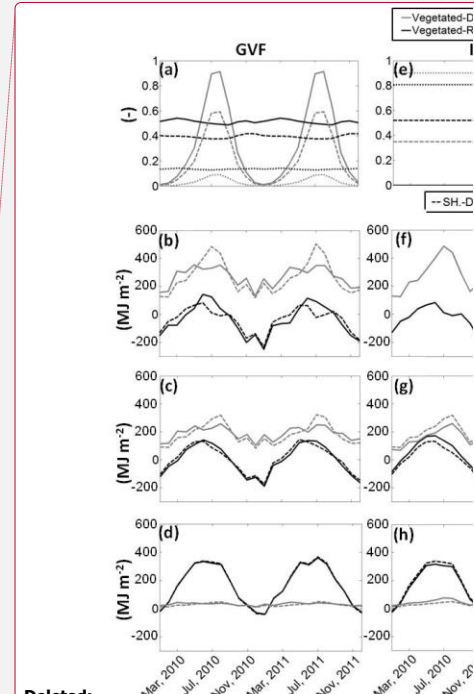 Vegetated-D
Vegetated-R
GVF
(a)
(e)
1
0.8
0.6
0.4
0.2
0
(-)
1
0.8
0.6
0.4
0.2
0
SH.-D
(b)
(f)
600
400
200
0
-200
(MJ m⁻²)
600
400
200
0
-200
(c)
(g)
600
400
200
0
-200
(MJ m⁻²)
600
400
200
0
-200
(d)
(h)
600
400
200
0
-200
(MJ m⁻²)
600
400
200
0
-200
Mar, 2010
Jul, 2010
Nov, 2010
Mar, 2011
Jul, 2011
Nov, 2011
Mar, 2010
Jul, 2010